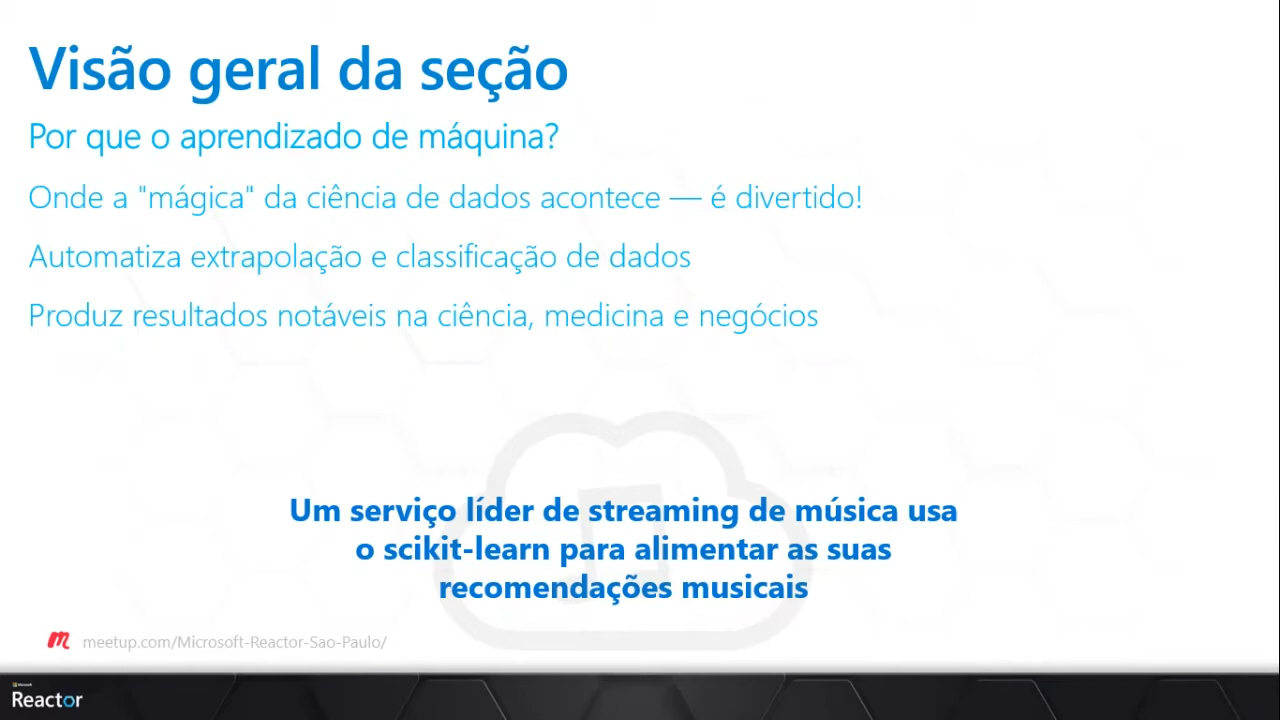 Visão geral da seção
Por que o aprendizado de máquina?
Onde a "mágica" da ciência de dados acontece — é divertido!
Automatiza extrapolação e classificação de dados
Produz resultados notáveis na ciência, medicina e negócios
Um serviço líder de streaming de música usa
o scikit-learn para alimentar as suas
recomendações musicais
meetup.com/Microsoft-Reactor-Sao-Paulo/
Microsoft
Reactor